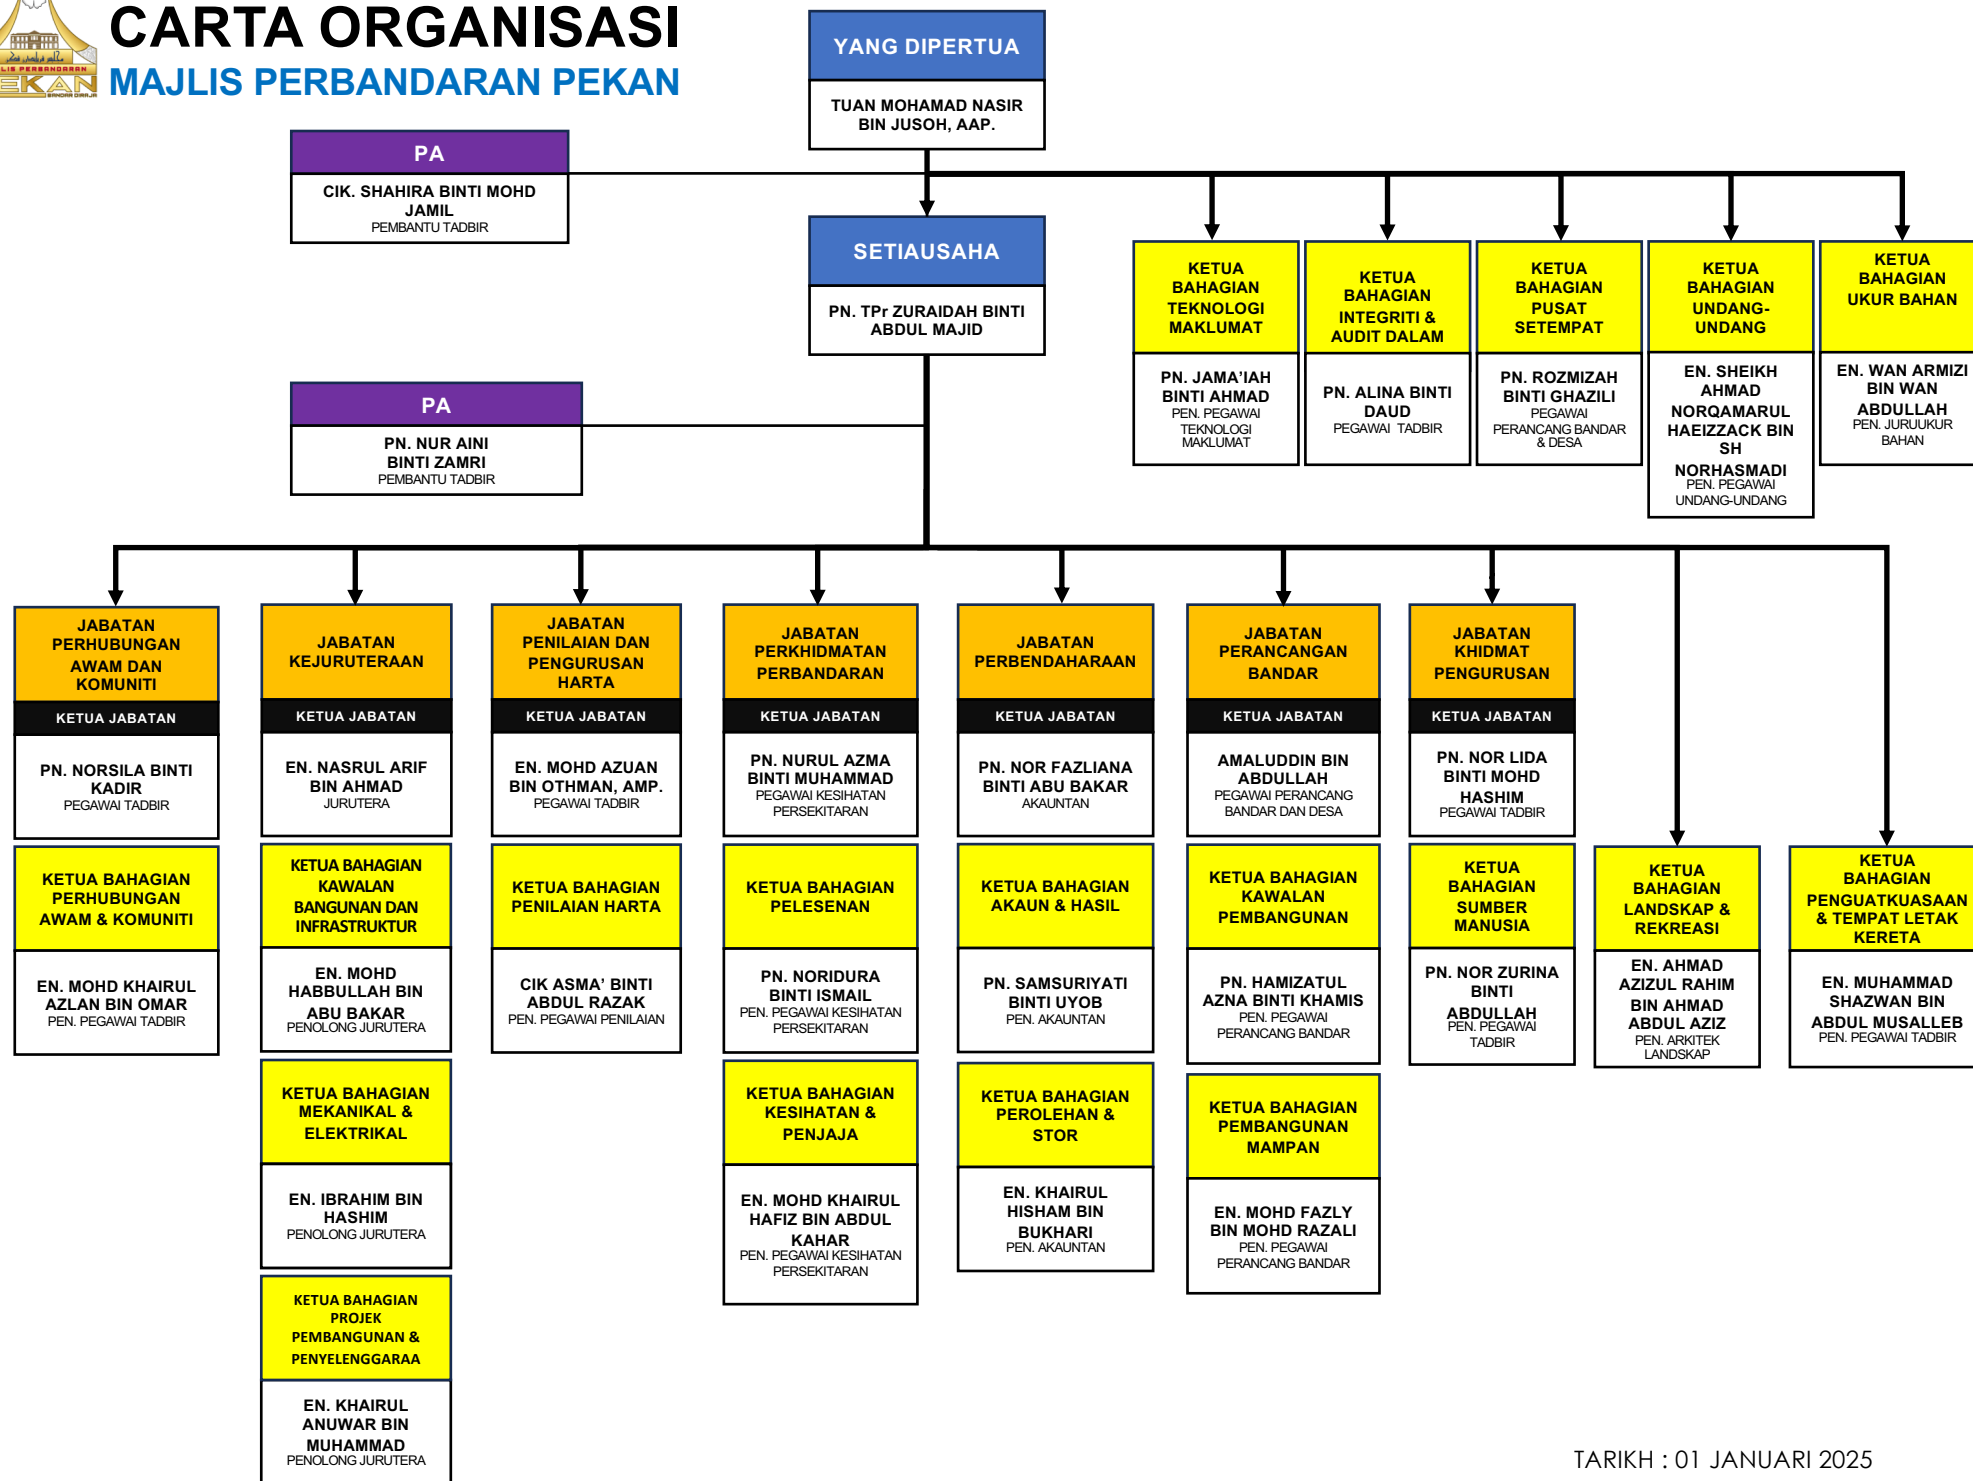 CARTA ORGANISASI
MAJLIS PERBANDARAN PEKAN
YANG DIPERTUA
TUAN MOHAMAD NASIR
BIN JUSOH, AAP.
PA
CIK. SHAHIRA BINTI MOHD
JAMIL
PEMBANTU TADBIR
SETIAUSAHA
PN. TPr ZURAIDAH BINTI
ABDUL MAJID
PA
PN. NUR AINI
BINTI ZAMRI
PEMBANTU TADBIR
KETUA
BAHAGIAN
TEKNOLOGI
MAKLUMAT
PN. JAMA’IAH
BINTI AHMAD
PEN. PEGAWAI
TEKNOLOGI
MAKLUMAT
KETUA
BAHAGIAN
INTEGRITI &
AUDIT DALAM
PN. ALINA BINTI
DAUD
PEGAWAI TADBIR
KETUA
BAHAGIAN
PUSAT
SETEMPAT
PN. ROZMIZAH
BINTI GHAZILI
PEGAWAI
PERANCANG BANDAR
& DESA
KETUA
BAHAGIAN
UNDANG-
UNDANG
EN. SHEIKH
AHMAD
NORQAMARUL
HAEIZZACK BIN
SH
NORHASMADI
PEN. PEGAWAI
UNDANG-UNDANG
KETUA
BAHAGIAN
UKUR BAHAN
EN. WAN ARMIZI
BIN WAN
ABDULLAH
PEN. JURUUKUR
BAHAN
JABATAN
PERHUBUNGAN
AWAM DAN
KOMUNITI
KETUA JABATAN
PN. NORSILA BINTI
KADIR
PEGAWAI TADBIR
KETUA BAHAGIAN
PERHUBUNGAN
AWAM & KOMUNITI
EN. MOHD KHAIRUL
AZLAN BIN OMAR
PEN. PEGAWAI TADBIR
JABATAN
KEJURUTERAAN
KETUA JABATAN
EN. NASRUL ARIF
BIN AHMAD
JURUTERA
KETUA BAHAGIAN
KAWALAN
BANGUNAN DAN
INFRASTRUKTUR
EN. MOHD
HABBULLAH BIN
ABU BAKAR
PENOLONG JURUTERA
KETUA BAHAGIAN
MEKANIKAL &
ELEKTRIKAL
EN. IBRAHIM BIN
HASHIM
PENOLONG JURUTERA
KETUA BAHAGIAN
PROJEK
PEMBANGUNAN &
PENYELENGGARAA
EN. KHAIRUL
ANUWAR BIN
MUHAMMAD
PENOLONG JURUTERA
JABATAN
PENILAIAN DAN
PENGURUSAN
HARTA
KETUA JABATAN
EN. MOHD AZUAN
BIN OTHMAN, AMP.
PEGAWAI TADBIR
KETUA BAHAGIAN
PENILAIAN HARTA
CIK ASMA’ BINTI
ABDUL RAZAK
PEN. PEGAWAI PENILAIAN
JABATAN
PERKHIDMATAN
PERBANDARAN
KETUA JABATAN
PN. NURUL AZMA
BINTI MUHAMMAD
PEGAWAI KESIHATAN
PERSEKITARAN
KETUA BAHAGIAN
PELESENAN
PN. NORIDURA
BINTI ISMAIL
PEN. PEGAWAI KESIHATAN
PERSEKITARAN
KETUA BAHAGIAN
KESIHATAN &
PENJAJA
EN. MOHD KHAIRUL
HAFIZ BIN ABDUL
KAHAR
PEN. PEGAWAI KESIHATAN
PERSEKITARAN
JABATAN
PERBENDAHARAAN
KETUA JABATAN
PN. NOR FAZLIANA
BINTI ABU BAKAR
AKAUNTAN
KETUA BAHAGIAN
AKAUN & HASIL
PN. SAMSURIYATI
BINTI UYOB
PEN. AKAUNTAN
KETUA BAHAGIAN
PEROLEHAN &
STOR
EN. KHAIRUL
HISHAM BIN
BUKHARI
PEN. AKAUNTAN
JABATAN
PERANCANGAN
BANDAR
KETUA JABATAN
AMALUDDIN BIN
ABDULLAH
PEGAWAI PERANCANG
BANDAR DAN DESA
KETUA BAHAGIAN
KAWALAN
PEMBANGUNAN
PN. HAMIZATUL
AZNA BINTI KHAMIS
PEN. PEGAWAI
PERANCANG BANDAR
KETUA BAHAGIAN
PEMBANGUNAN
MAMPAN
EN. MOHD FAZLY
BIN MOHD RAZALI
PEN. PEGAWAI
PERANCANG BANDAR
JABATAN
KHIDMAT
PENGURUSAN
KETUA JABATAN
PN. NOR LIDA
BINTI MOHD
HASHIM
PEGAWAI TADBIR
KETUA
BAHAGIAN
SUMBER
MANUSIA
PN. NOR ZURINA
BINTI
ABDULLAH
PEN. PEGAWAI
TADBIR
KETUA
BAHAGIAN
LANDSKAP &
REKREASI
EN. AHMAD
AZIZUL RAHIM
BIN AHMAD
ABDUL AZIZ
PEN. ARKITEK
LANDSKAP
KETUA
BAHAGIAN
PENGUATKUASAAN
& TEMPAT LETAK
KERETA
EN. MUHAMMAD
SHAZWAN BIN
ABDUL MUSALLEB
PEN. PEGAWAI TADBIR
TARIKH : 01 JANUARI 2025